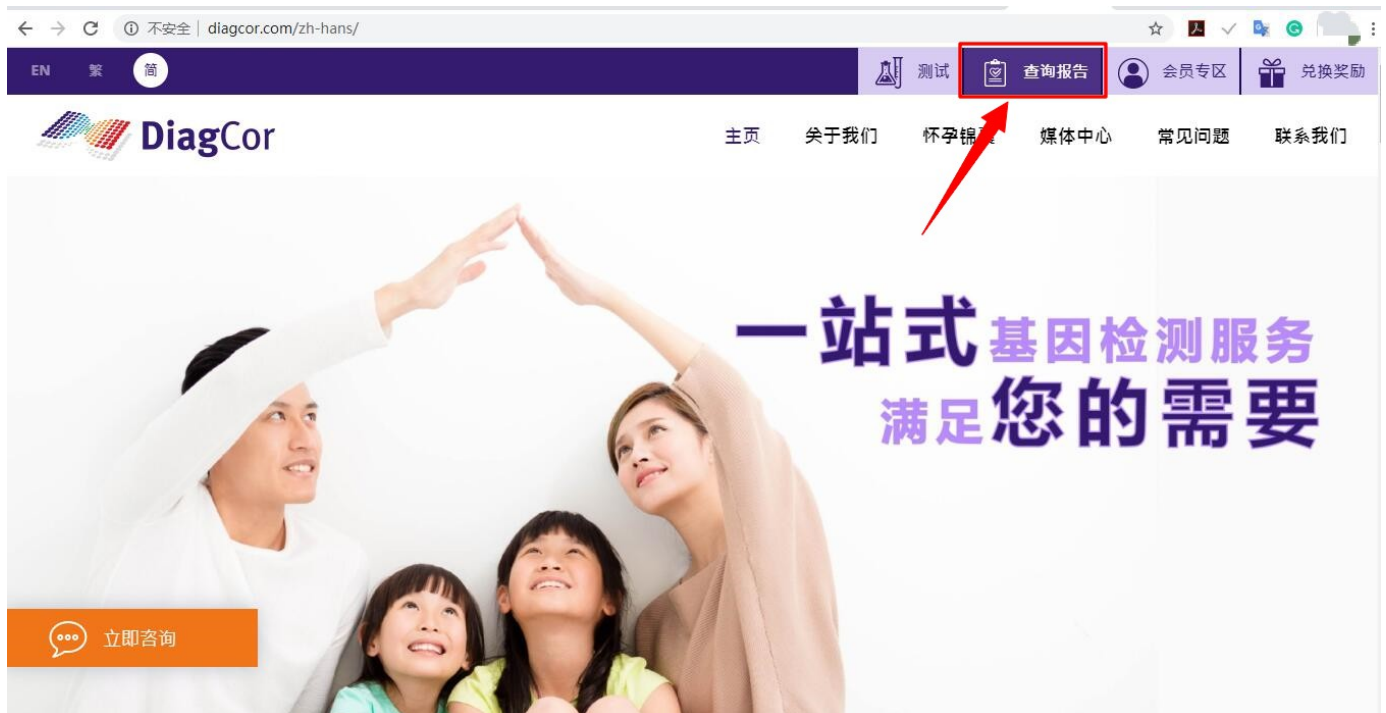 不安全 | diagcor.com/zh-hans/
EN 繁 简 测试 查询报告 会员专区 兑换奖励
DiagCor 主页 关于我们 怀孕锦 媒体中心 常见问题 联系我们
一站式基因检测服务
满足您的需要
立即咨询